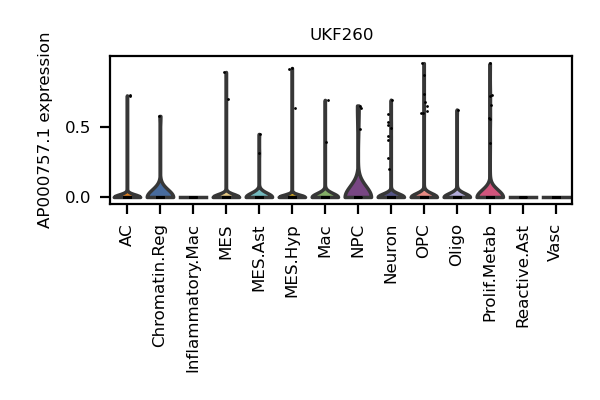 UKF260
AP000757.1 expression
0.5
0.0
AC
Chromatin.Reg
Inflammatory.Mac
MES
MES.Ast
MES.Hyp
Mac
NPC
Neuron
OPC
Oligo
Prolif.Metab
Reactive.Ast
Vasc